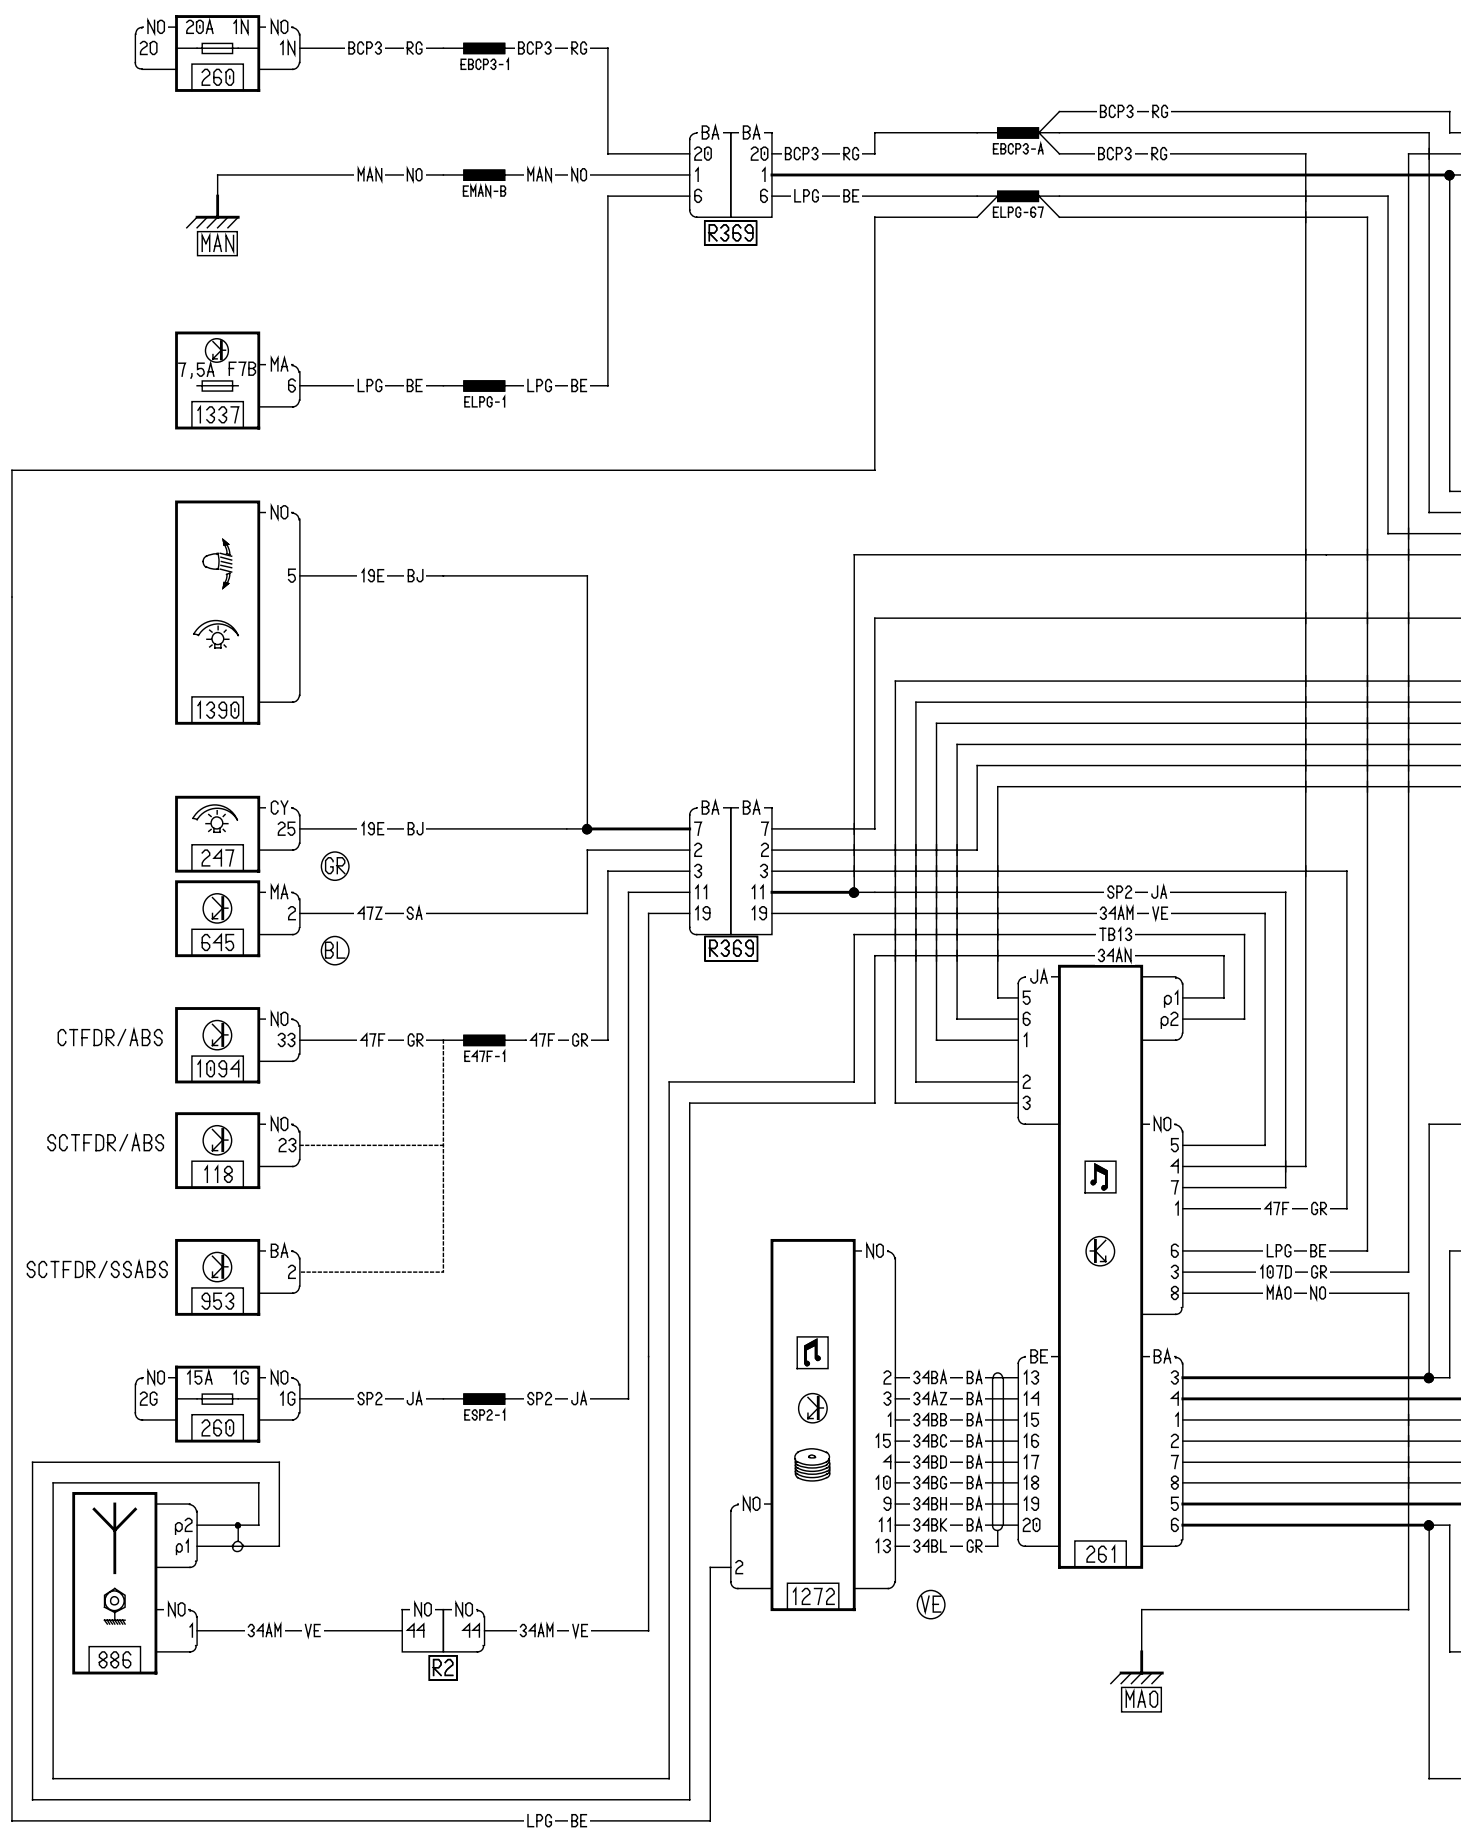 NO 20A 1N NO
20 1N BCP3 RG BCP3 RG
EBCP3-1
260
BCP3 RG
BA BA
20 20 BCP3 RG
EBCP3-A
BCP3 RG
MAN NO MAN NO 1 1
EMAN-B
6 6 LPG BE
ELPG-67
R369
MAN
7,5A F7B MA
6 LPG BE LPG BE
ELPG-1
1337
NO
5 19E BJ
1390
CY BA BA
25 19E BJ 7 7
247
GR
2 2
3 3
MA
11 11 SP2 JA
2 47Z SA 19 19 34AM VE
645
BL
R369
TB13
34AN
JA
5 p1
6 p2
1
2
3
NO
CTFDR/ABS
33 47F GR 47F GR
E47F-1
1094
NO
SCTFDR/ABS
23
118
NO
5
4
7
1 47F GR
6 LPG BE
3 107D GR
8 MAO NO
BA
SCTFDR/SSABS
2
953
NO
NO 15A 1G NO
2G 1G SP2 JA SP2 JA
ESP2-1
260
BE BA
2 34BA BA 13 3
3 34AZ BA 14 4
1 34BB BA 15 1
15 34BC BA 16 2
4 34BD BA 17 7
10 34BG BA 18 8
NO 9 34BH BA 19 5
11 34BK BA 20 6
13 34BL GR
2
1272
VE
261
p2
p1
NO NO NO
1 34AM VE 44 44 34AM VE
886
R2
MAO
LPG BE